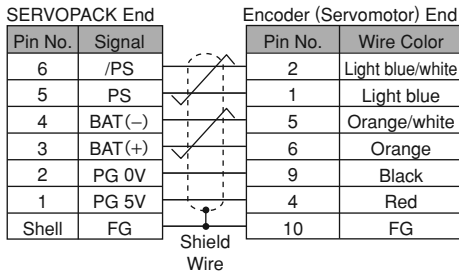 SERVOPACK End Encoder (Servomotor) End
Pin No. Signal Pin No. Wire Color
6 /PS 2 Light blue/white
5 PS 1 Light blue
4 BAT(−) 5 Orange/white
3 BAT(+) 6 Orange
2 PG 0V 9 Black
1 PG 5V 4 Red
Shell FG 10 FG
Shield
Wire